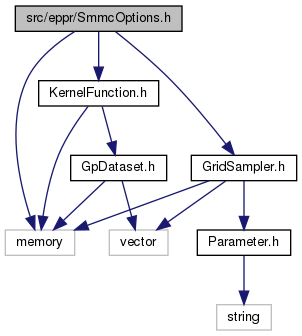 src/eppr/SmmcOptions.h
KernelFunction.h
GpDataset.h
GridSampler.h
memory
vector
Parameter.h
string